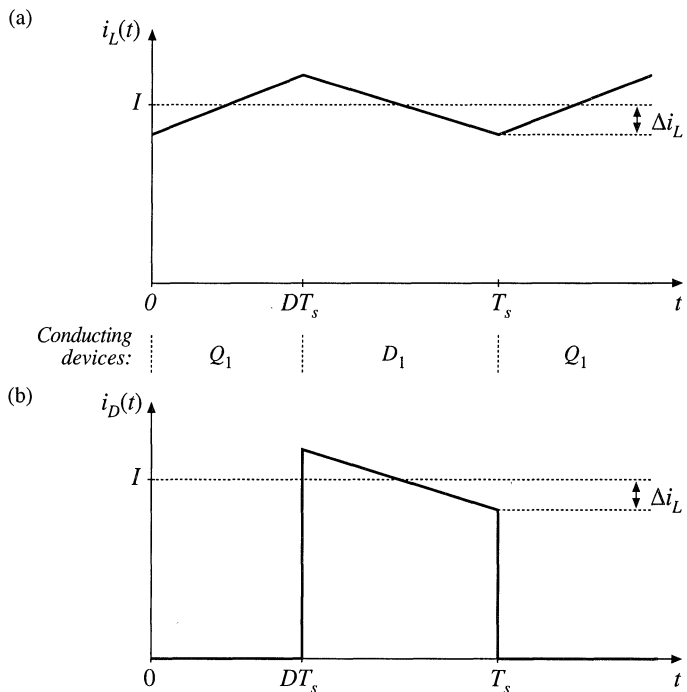 (a)
i_L(t)
I
Δi_L
0 DT_s T_s t
Conducting
devices: Q_1 D_1 Q_1
(b)
i_D(t)
I
Δi_L
0 DT_s T_s t